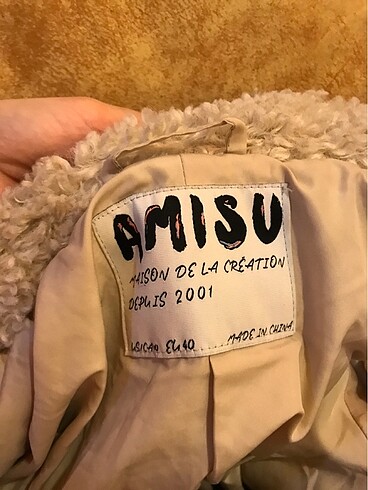 AMISU
MAISON DE LA CRÉATION
DEPUIS 2001
EU 40 MADE IN CHINA